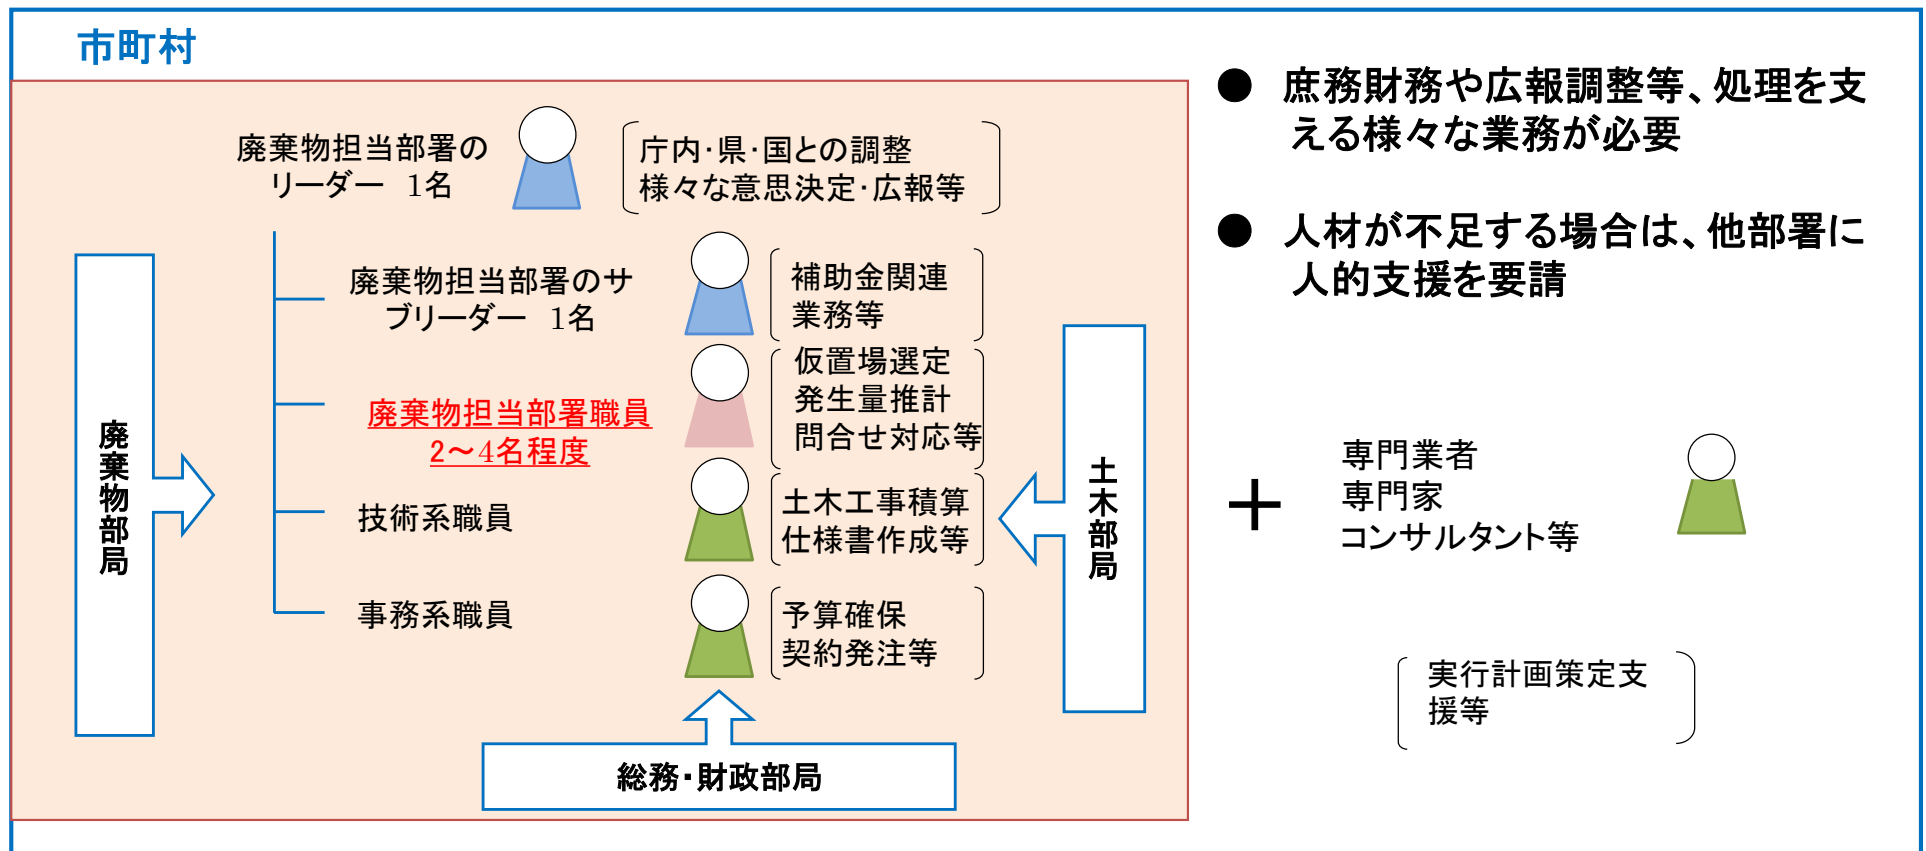 市町村
廃棄物担当部署の
リーダー 1名
庁内・県・国との調整
様々な意思決定・広報等
廃棄物担当部署のサ
ブリーダー 1名
補助金関連
業務等
廃棄物担当部署職員
2～4名程度
仮置場選定
発生量推計
問合せ対応等
技術系職員
土木工事積算
仕様書作成等
事務系職員
予算確保
契約発注等
廃棄物部局
土木部局
総務・財政部局
● 庶務財務や広報調整等、処理を支
える様々な業務が必要
● 人材が不足する場合は、他部署に
人的支援を要請
＋
専門業者
専門家
コンサルタント等
実行計画策定支
援等